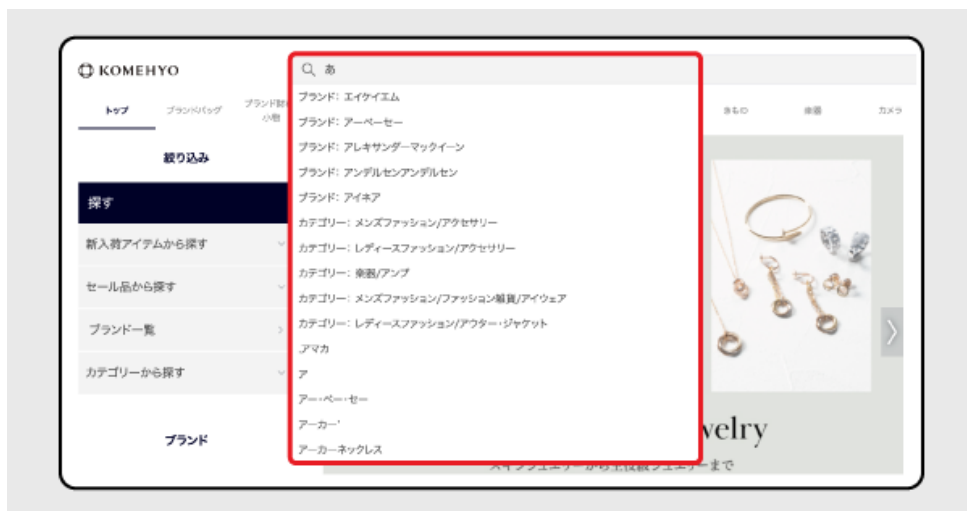 KOMEHYO
あ
トップ
ブランドバッグ
ブランド財
小物
きもの
楽器
カメラ
絞り込み
探す
新入荷アイテムから探す
セール品から探す
ブランド一覧
カテゴリーから探す
ブランド
ブランド: エイケイエム
ブランド: アーペーセー
ブランド: アレキサンダーマックイーン
ブランド: アンデルセンアンデルセン
ブランド: アイネア
カテゴリー: メンズファッション/アクセサリー
カテゴリー: レディースファッション/アクセサリー
カテゴリー: 楽器/アンプ
カテゴリー: メンズファッション/ファッション雑貨/アイウェア
カテゴリー: レディースファッション/アウター・ジャケット
.アマカ
ア
アー・ペー・セー
アーカー'
アーカーネックレス
welry
まで